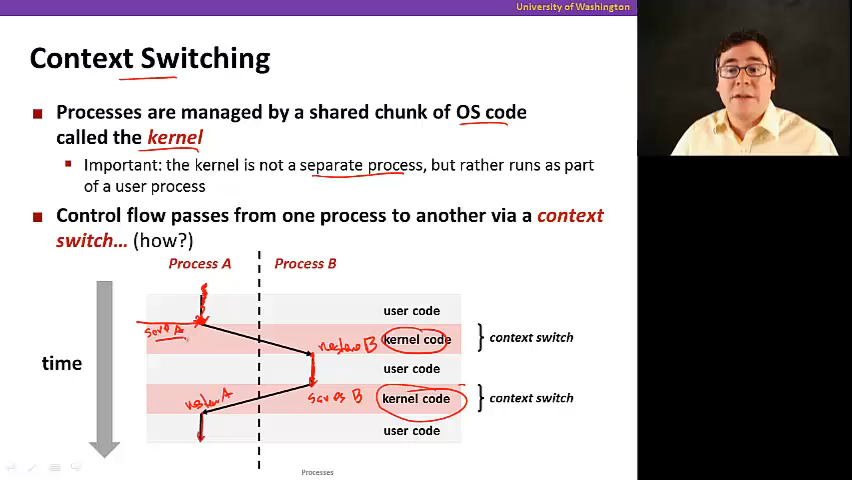 University of Washington
Context Switching
Processes are managed by a shared chunk of OS code
called the kernel
Important: the kernel is not a separate process, but rather runs as part
of a user process
Control flow passes from one process to another via a context
switch… (how?)
Process A
Process B
user code
save A
restore B
kernel code
context switch
time
user code
restore A
save B
kernel code
context switch
user code
Processes